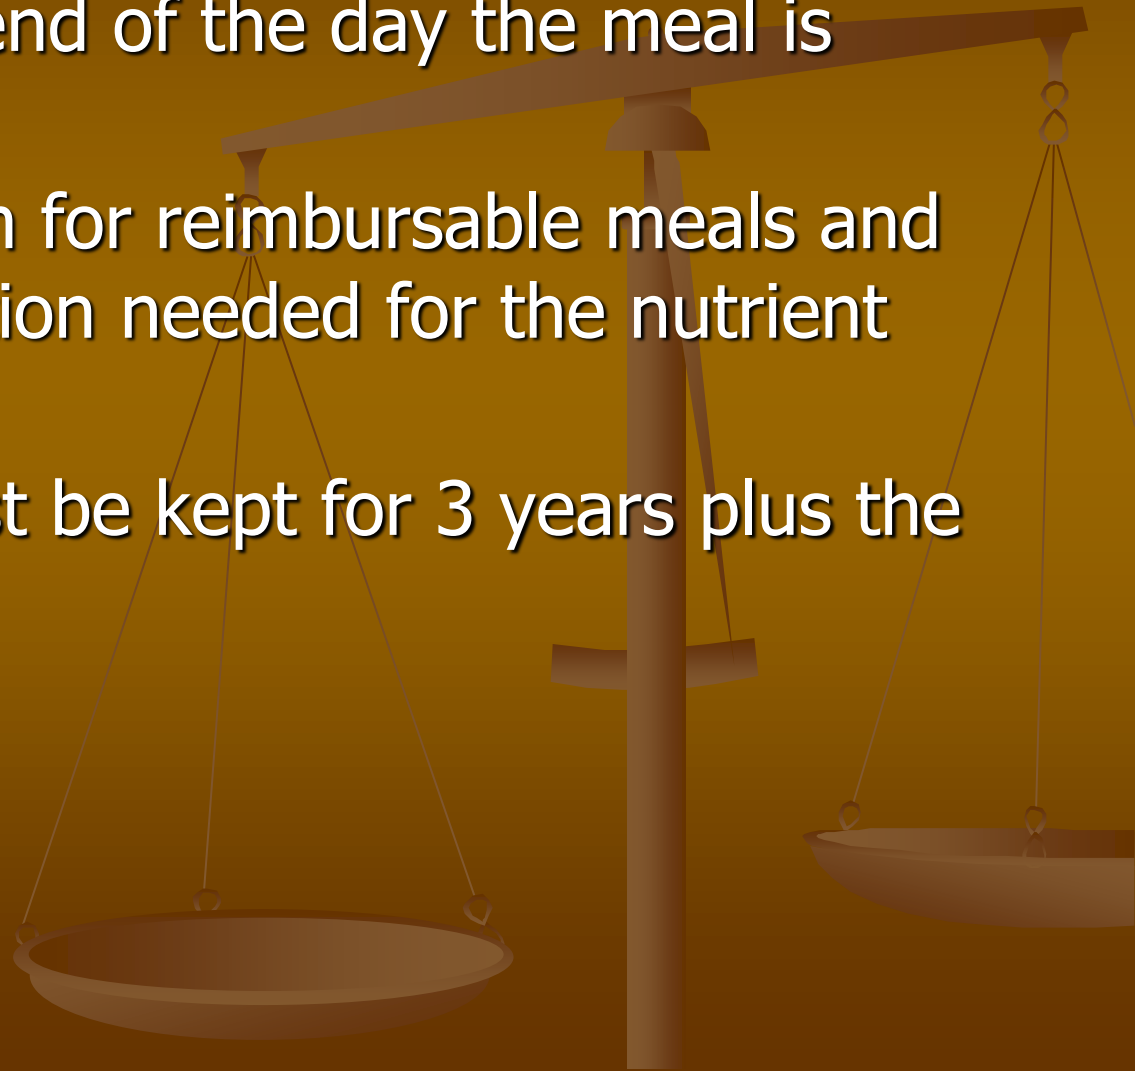 end of the day the meal is
for reimbursable meals and
needed for the nutrient
be kept for 3 years plus the